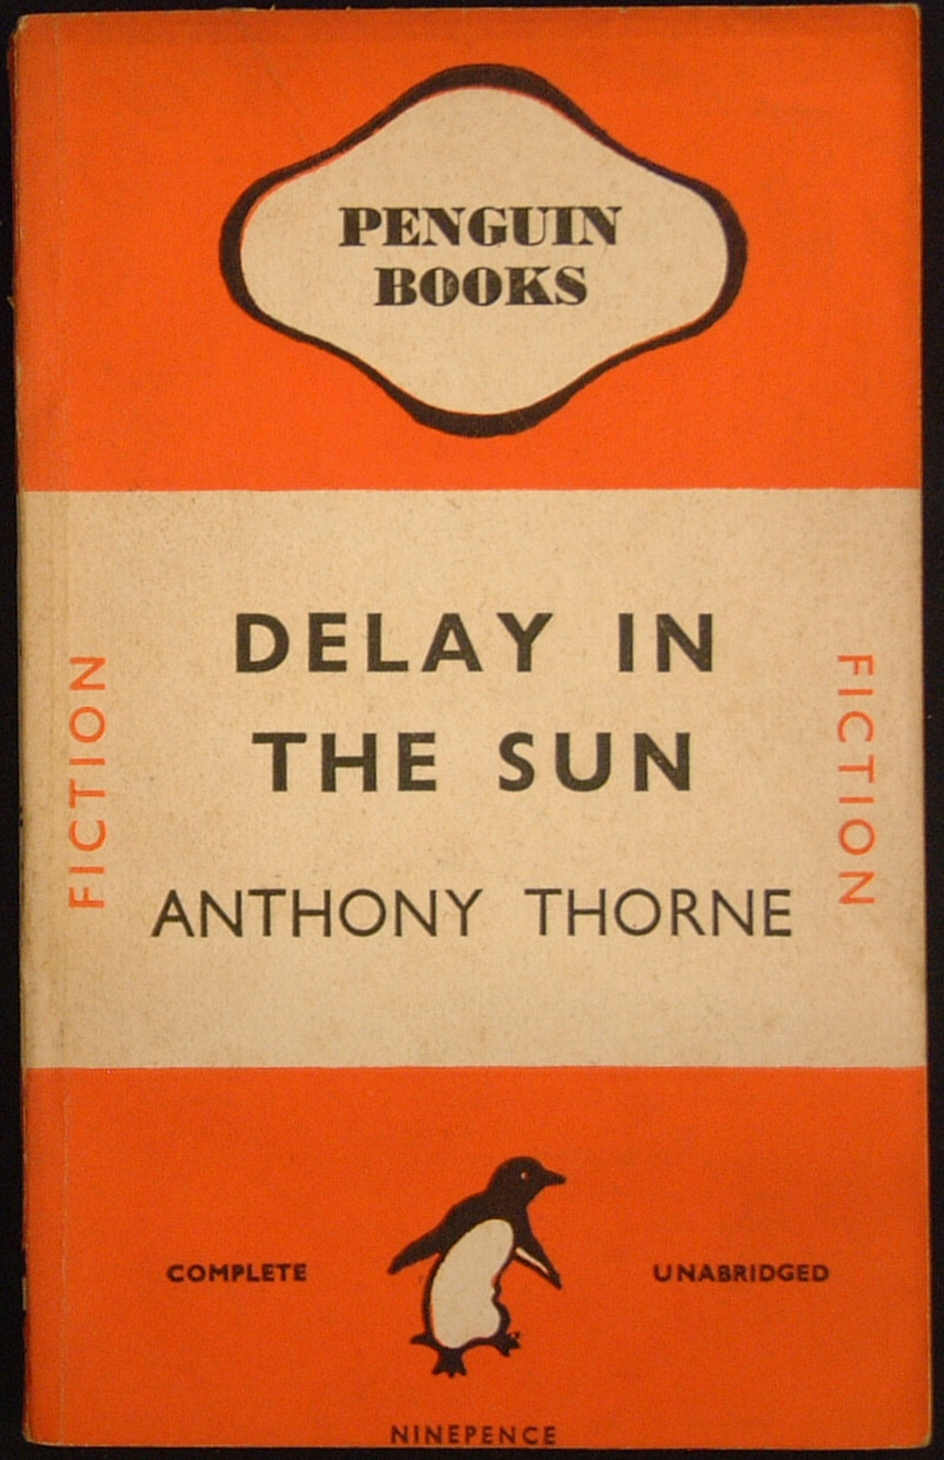 PENGUIN
BOOKS
DELAY IN
THE SUN
FICTION
FICTION
ANTHONY THORNE
COMPLETE
UNABRIDGED
NINEPENCE